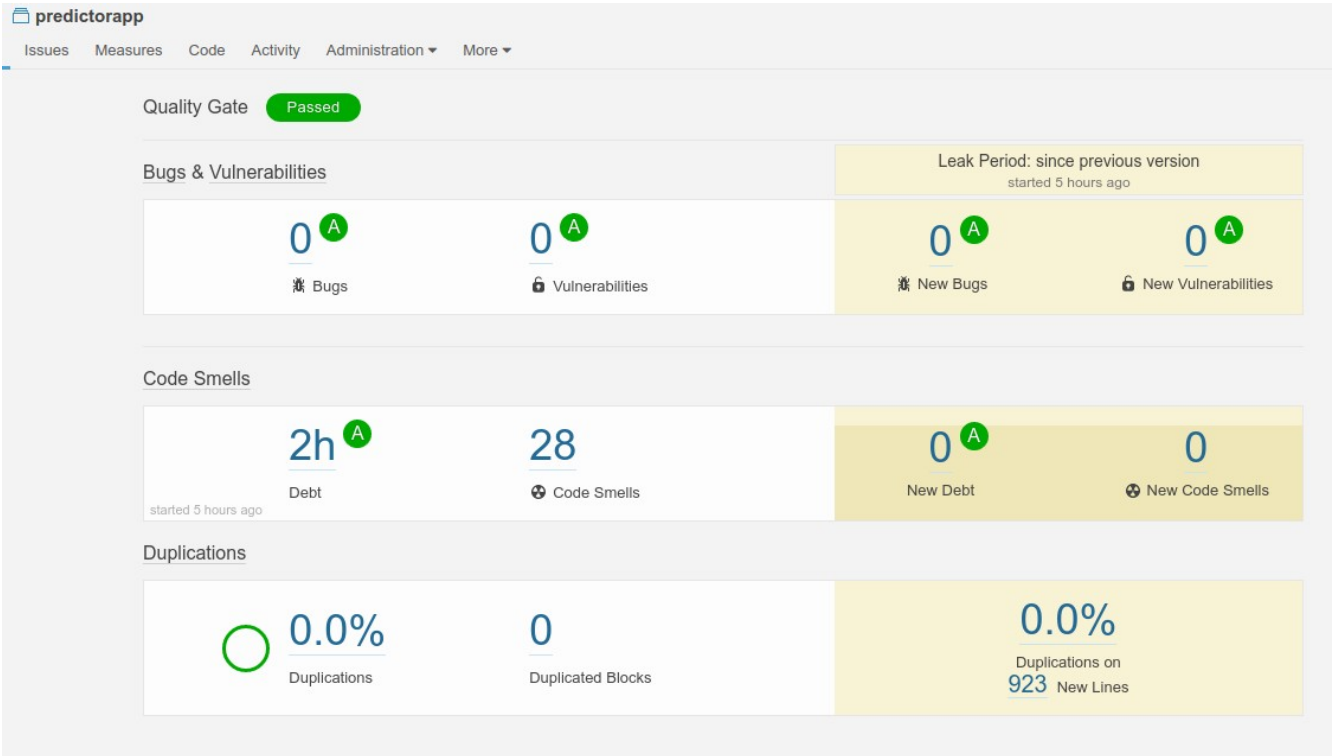 predictorapp
Issues Measures Code Activity Administration More
Quality Gate Passed
Bugs & Vulnerabilities
Leak Period: since previous version
started 5 hours ago
0 A 0 A 0 A 0 A
Bugs Vulnerabilities New Bugs New Vulnerabilities
Code Smells
2h A 28 0 A 0
Debt Code Smells New Debt New Code Smells
started 5 hours ago
Duplications
0.0% 0 0.0%
Duplications Duplicated Blocks Duplications on
923 New Lines